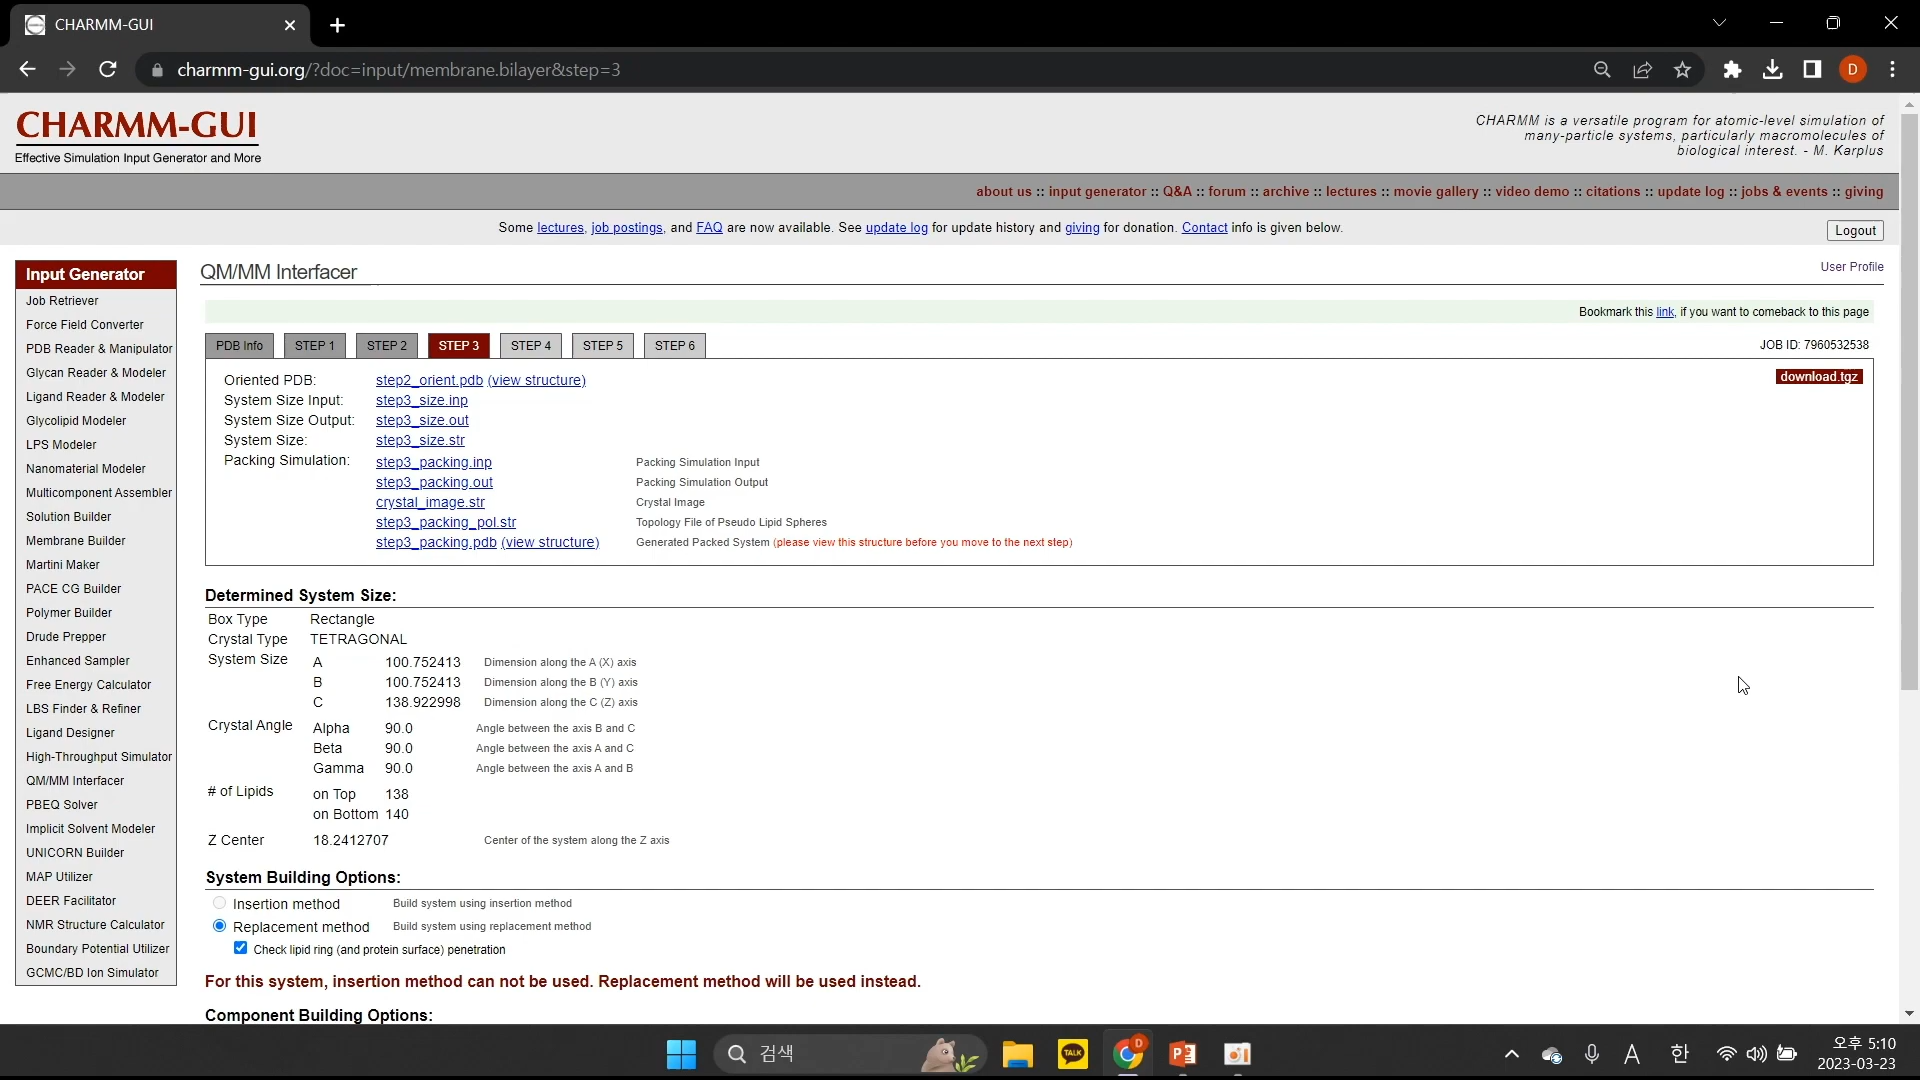 CHARMM-GUI
charmm-gui.org/?doc=input/membrane.bilayer&step=3
D
CHARMM-GUI
Effective Simulation Input Generator and More
CHARMM is a versatile program for atomic-level simulation of
many-particle systems, particularly macromolecules of
biological interest. - M. Karplus
about us :: input generator :: Q&A :: forum :: archive :: lectures :: movie gallery :: video demo :: citations :: update log :: jobs & events :: giving
Some lectures, job postings, and FAQ are now available. See update log for update history and giving for donation. Contact info is given below.
Logout
Input Generator
Job Retriever
Force Field Converter
PDB Reader & Manipulator
Glycan Reader & Modeler
Ligand Reader & Modeler
Glycolipid Modeler
LPS Modeler
Nanomaterial Modeler
Multicomponent Assembler
Solution Builder
Membrane Builder
Martini Maker
PACE CG Builder
Polymer Builder
Drude Prepper
Enhanced Sampler
Free Energy Calculator
LBS Finder & Refiner
Ligand Designer
High-Throughput Simulator
QM/MM Interfacer
PBEQ Solver
Implicit Solvent Modeler
UNICORN Builder
MAP Utilizer
DEER Facilitator
NMR Structure Calculator
Boundary Potential Utilizer
GCMC/BD Ion Simulator
QM/MM Interfacer
User Profile
Bookmark this link, if you want to comeback to this page
PDB Info STEP 1 STEP 2 STEP 3 STEP 4 STEP 5 STEP 6
JOB ID: 7960532538
download.tgz
Oriented PDB: step2_orient.pdb (view structure)
System Size Input: step3_size.inp
System Size Output: step3_size.out
System Size: step3_size.str
Packing Simulation: step3_packing.inp Packing Simulation Input
step3_packing.out Packing Simulation Output
crystal_image.str Crystal Image
step3_packing_pol.str Topology File of Pseudo Lipid Spheres
step3_packing.pdb (view structure) Generated Packed System (please view this structure before you move to the next step)
Determined System Size:
Box Type Rectangle
Crystal Type TETRAGONAL
System Size A 100.752413 Dimension along the A (X) axis
B 100.752413 Dimension along the B (Y) axis
C 138.922998 Dimension along the C (Z) axis
Crystal Angle Alpha 90.0 Angle between the axis B and C
Beta 90.0 Angle between the axis A and C
Gamma 90.0 Angle between the axis A and B
# of Lipids on Top 138
on Bottom 140
Z Center 18.2412707 Center of the system along the Z axis
System Building Options:
Insertion method Build system using insertion method
Replacement method Build system using replacement method
Check lipid ring (and protein surface) penetration
For this system, insertion method can not be used. Replacement method will be used instead.
Component Building Options:
검색
TALK
D
P
A
한
오후 5:10
2023-03-23